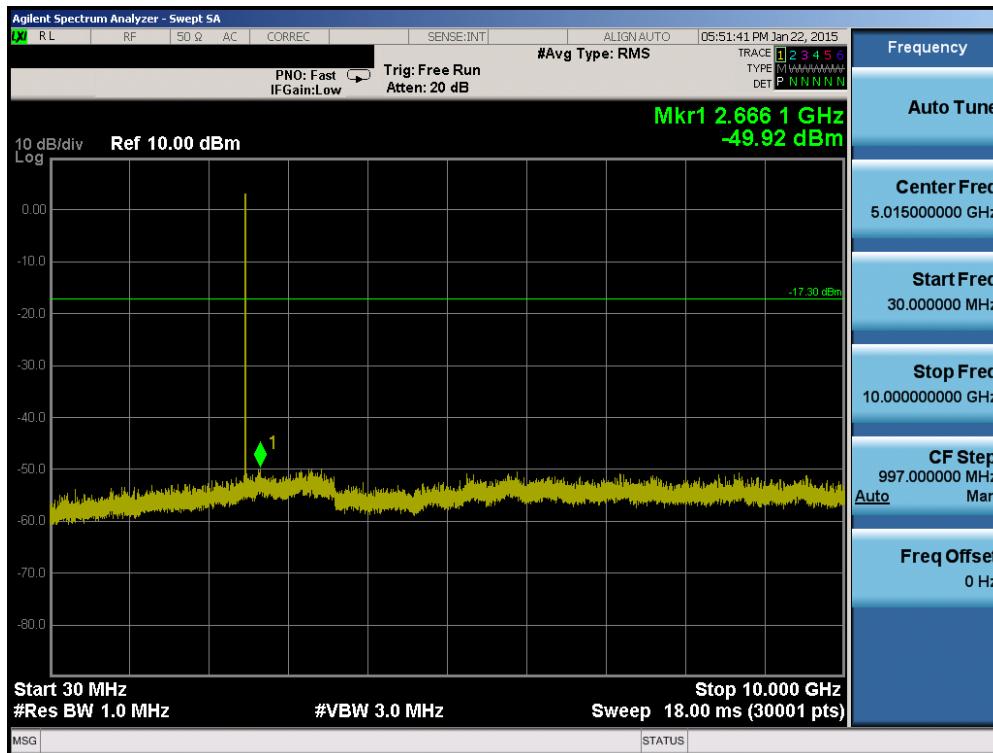 Agilent Spectrum Analyzer - Swept SA
LXI RL RF 50 Ω AC CORREC SENSE:INT ALIGN AUTO 05:51:41 PM Jan 22, 2015
#Avg Type: RMS
TRACE 1 2 3 4 5 6
TYPE M WWWWW
DET P N N N N N
PNO: Fast Trig: Free Run
IFGain:Low Atten: 20 dB
Mkr1 2.666 1 GHz
-49.92 dBm
10 dB/div Ref 10.00 dBm
Log
0.00
-10.0
-17.30 dBm
-20.0
-30.0
-40.0
1
-50.0
-60.0
-70.0
-80.0
Start 30 MHz Stop 10.000 GHz
#Res BW 1.0 MHz #VBW 3.0 MHz Sweep 18.00 ms (30001 pts)
MSG STATUS
Frequency
Auto Tune
Center Freq
5.015000000 GHz
Start Freq
30.000000 MHz
Stop Freq
10.000000000 GHz
CF Step
997.000000 MHz
Auto Man
Freq Offset
0 Hz